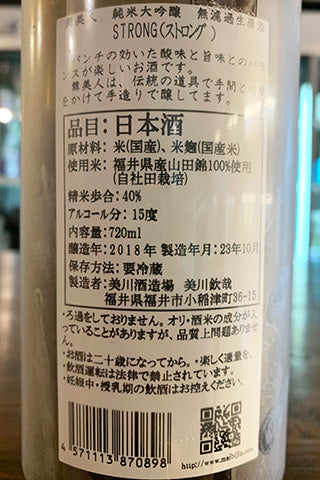 美人 純米大吟醸 無濾過生原酒
STRONG(ストロング)
パンチの効いた酸味と旨味とのバラ
ンスが楽しいお酒です。
舞美人は、伝統の道具で手間と
をかけて手造りで醸してます。
品目：日本酒
原材料： 米(国産)、米麹(国産米)
使用米： 福井県産山田錦100%使用
(自社田栽培)
精米歩合：40%
アルコール分：15度
内容量：720ml
醸造年：2018年 製造年月：23年10月
保存方法：要冷蔵
製造者：美川酒造場 美川欽哉
福井県福井市小稲津町36-15
・ろ過をしておりません。オリ・酒米の成分が入
っていることがありますが、品質上問題ありませ
ん。
・お酒は二十歳になってから。・楽しく適量を。
・飲酒運転は法律で禁止されています。
・妊娠中・授乳期の飲酒はお控えください。
4 571113 870898
http://www.maibijin.com